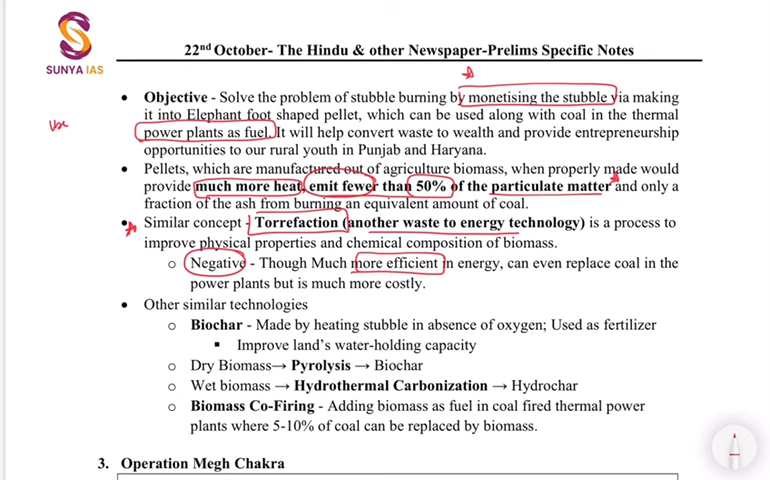 SUNYA IAS
22nd October- The Hindu & other Newspaper-Prelims Specific Notes
use
• Objective - Solve the problem of stubble burning by monetising the stubble via making
it into Elephant foot shaped pellet, which can be used along with coal in the thermal
power plants as fuel. It will help convert waste to wealth and provide entrepreneurship
opportunities to our rural youth in Punjab and Haryana.
• Pellets, which are manufactured out of agriculture biomass, when properly made would
provide much more heat, emit fewer than 50% of the particulate matter and only a
fraction of the ash from burning an equivalent amount of coal.
• Similar concept - Torrefaction (another waste to energy technology) is a process to
improve physical properties and chemical composition of biomass.
o Negative - Though Much more efficient in energy, can even replace coal in the
power plants but is much more costly.
• Other similar technologies
o Biochar - Made by heating stubble in absence of oxygen; Used as fertilizer
▪ Improve land's water-holding capacity
o Dry Biomass→ Pyrolysis → Biochar
o Wet biomass → Hydrothermal Carbonization → Hydrochar
o Biomass Co-Firing - Adding biomass as fuel in coal fired thermal power
plants where 5-10% of coal can be replaced by biomass.
3. Operation Megh Chakra